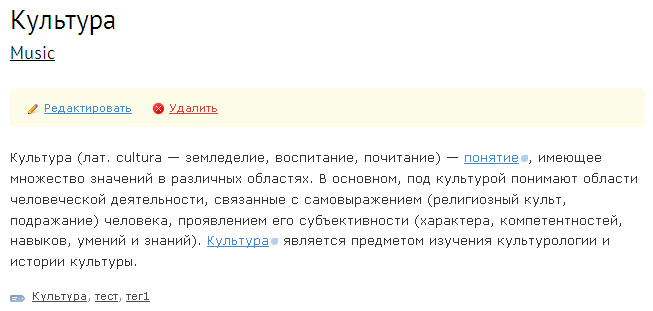 Культура
Music
Редактировать Удалить
Культура (лат. cultura — земледелие, воспитание, почитание) — понятие, имеющее
множество значений в различных областях. В основном, под культурой понимают области
человеческой деятельности, связанные с самовыражением (религиозный культ,
подражание) человека, проявлением его субъективности (характера, компетентностей,
навыков, умений и знаний). Культура является предметом изучения культурологии и
истории культуры.
Культура, тест, тег1